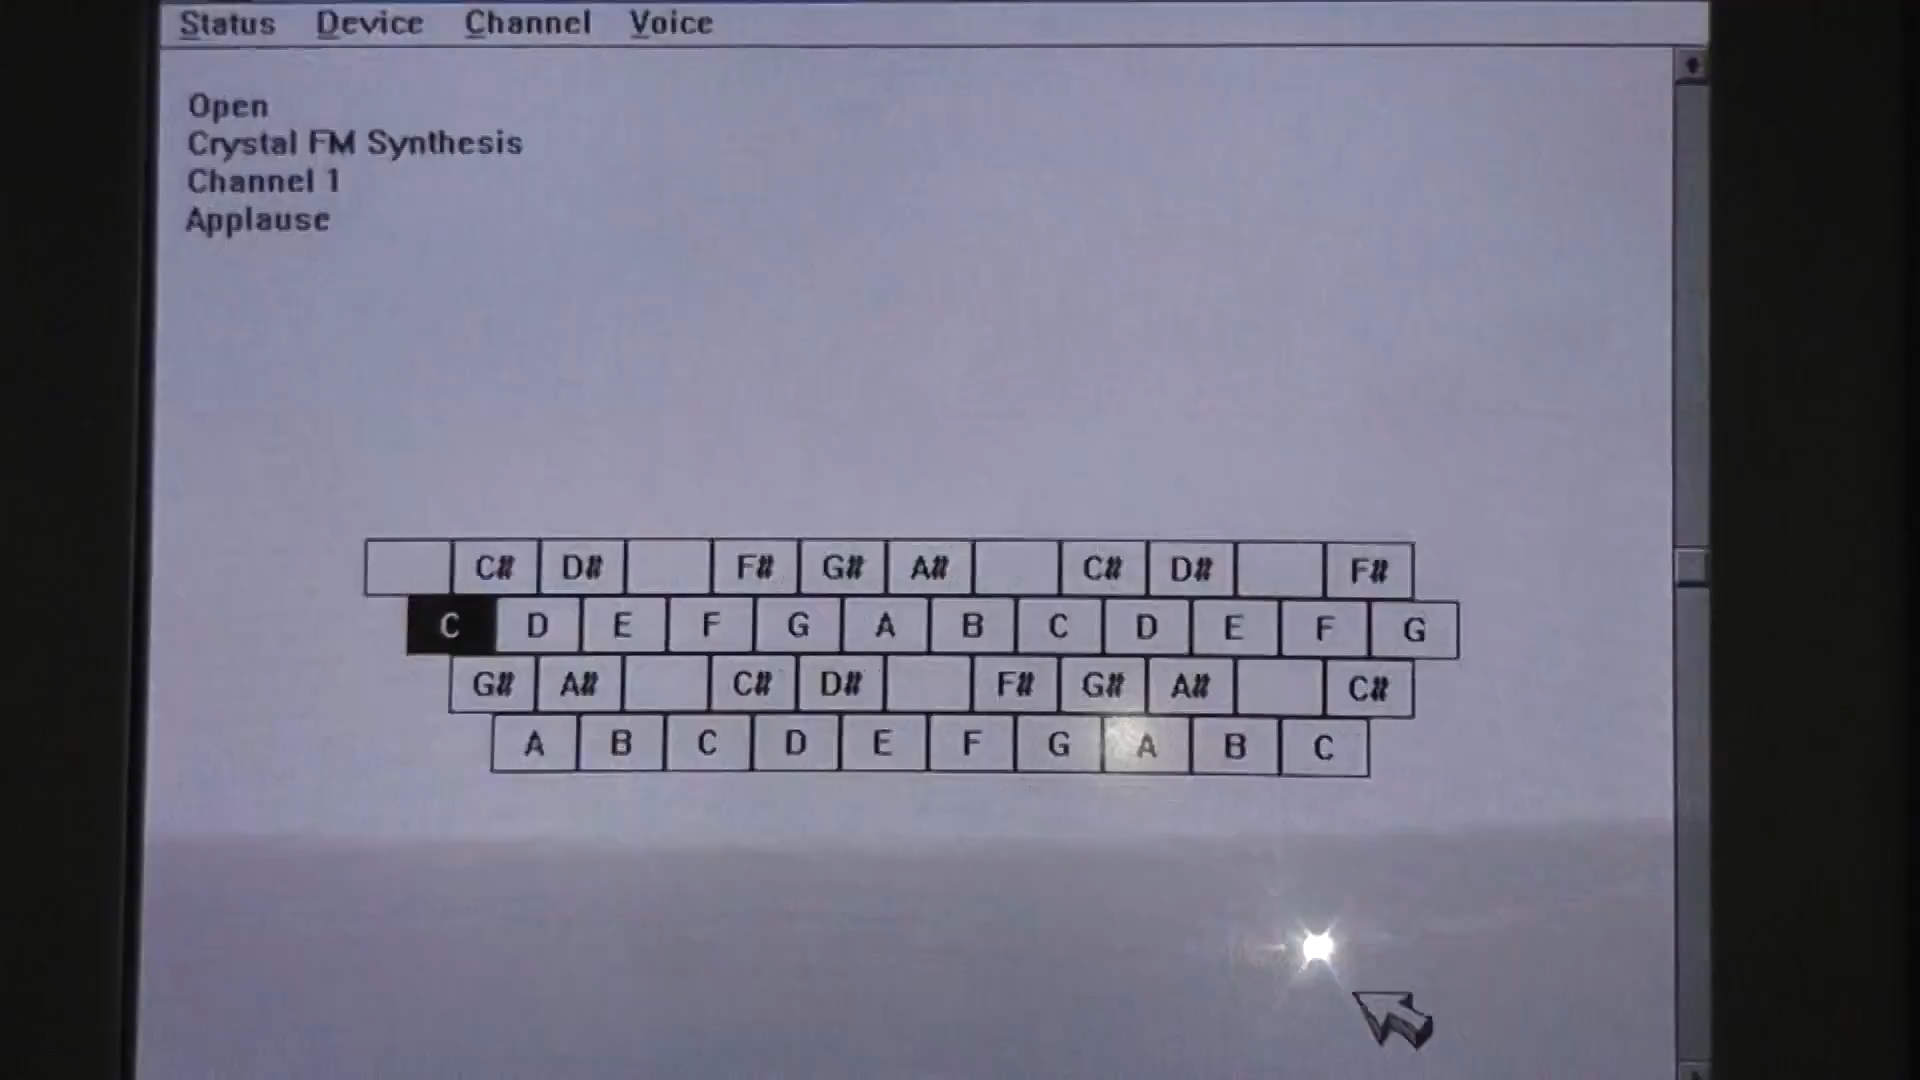 Status Device Channel Voice
Open
Crystal FM Synthesis
Channel 1
Applause
C# D# F# G# A# C# D# F#
C D E F G A B C D E F G
G# A# C# D# F# G# A# C#
A B C D E F G A B C